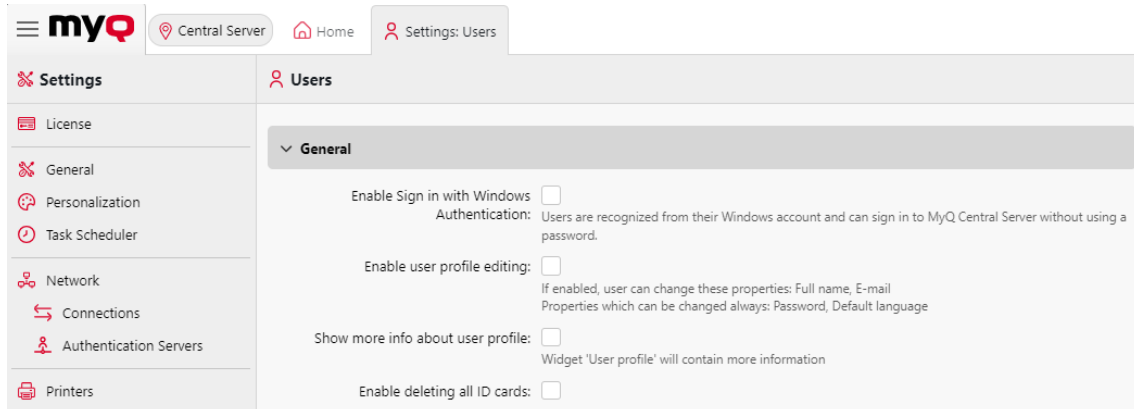 myQ
Central Server
Home
Settings: Users
Settings
License
General
Personalization
Task Scheduler
Network
Connections
Authentication Servers
Printers
Users
General
Enable Sign in with Windows
Authentication:
Users are recognized from their Windows account and can sign in to MyQ Central Server without using a
password.
Enable user profile editing:
If enabled, user can change these properties: Full name, E-mail
Properties which can be changed always: Password, Default language
Show more info about user profile:
Widget 'User profile' will contain more information
Enable deleting all ID cards: